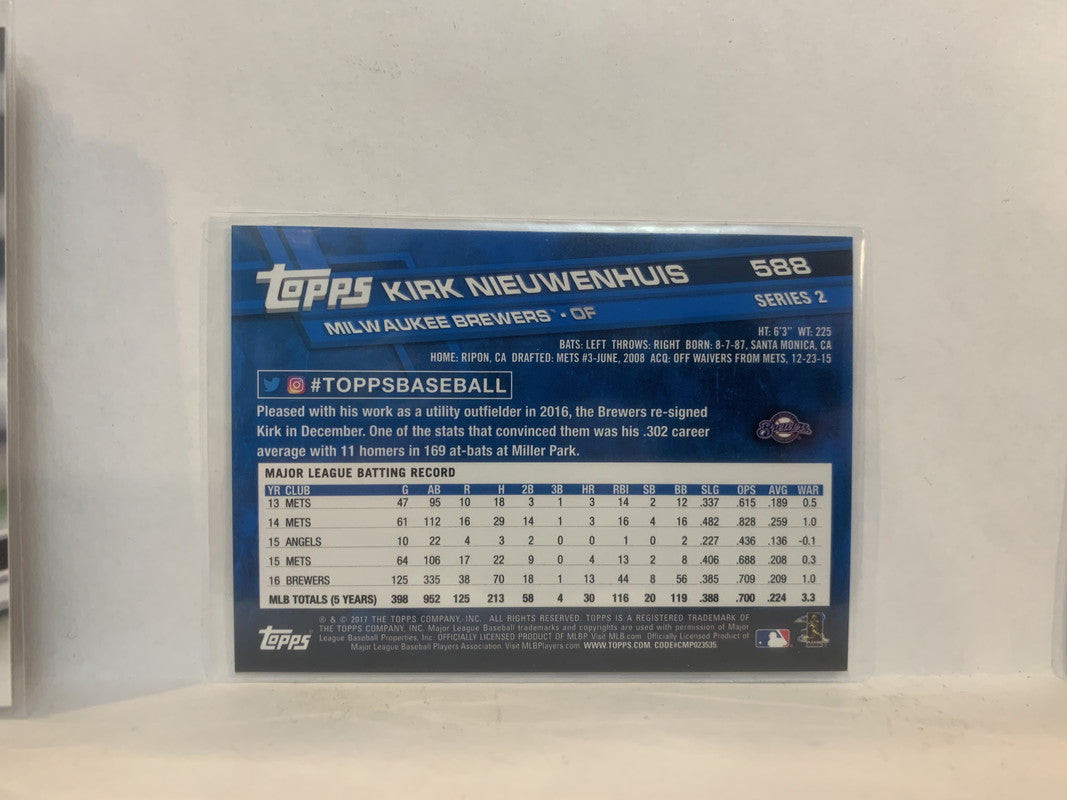 TOPPS KIRK NIEUWENHUIS 588
MILWAUKEE BREWERS™ • OF SERIES 2
HT: 6'3" WT: 225
BATS: LEFT THROWS: RIGHT BORN: 8-7-87, SANTA MONICA, CA
HOME: RIPON, CA DRAFTED: METS #3-JUNE, 2008 ACQ: OFF WAIVERS FROM METS, 12-23-15
#TOPPSBASEBALL
Pleased with his work as a utility outfielder in 2016, the Brewers re-signed
Kirk in December. One of the stats that convinced them was his .302 career
average with 11 homers in 169 at-bats at Miller Park.
Brewers
MAJOR LEAGUE BATTING RECORD
YR CLUB G AB R H 2B 3B HR RBI SB BB SLG OPS AVG WAR
13 METS 47 95 10 18 3 1 3 14 2 12 .337 .615 .189 0.5
14 METS 61 112 16 29 14 1 3 16 4 16 .482 .828 .259 1.0
15 ANGELS 10 22 4 3 2 0 0 1 0 2 .227 .436 .136 -0.1
15 METS 64 106 17 22 9 0 4 13 2 8 .406 .688 .208 0.3
16 BREWERS 125 335 38 70 18 1 13 44 8 56 .385 .709 .209 1.0
MLB TOTALS (5 YEARS) 398 952 125 213 58 4 30 116 20 119 .388 .700 .224 3.3
® & © 2017 THE TOPPS COMPANY, INC. ALL RIGHTS RESERVED. TOPPS IS A REGISTERED TRADEMARK OF
THE TOPPS COMPANY, INC. Major League Baseball trademarks and copyrights are used with permission of Major
League Baseball Properties, Inc. OFFICIALLY LICENSED PRODUCT OF MLBP. Visit MLB.com Officially Licensed Product of
Major League Baseball Players Association. Visit MLBPlayers.com WWW.TOPPS.COM. CODE#CMP023535
TOPPS